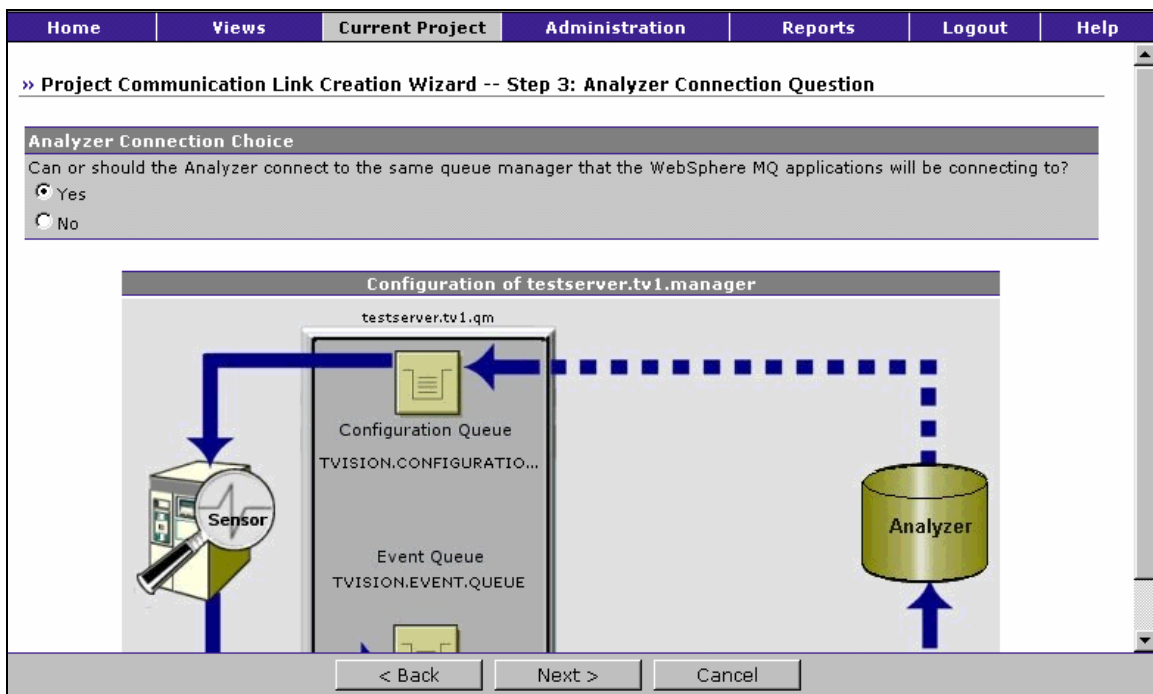 Home Views Current Project Administration Reports Logout Help
» Project Communication Link Creation Wizard -- Step 3: Analyzer Connection Question
Analyzer Connection Choice
Can or should the Analyzer connect to the same queue manager that the WebSphere MQ applications will be connecting to?
Yes
No
Configuration of testserver.tv1.manager
testserver.tv1.qm
Configuration Queue
TVISION.CONFIGURATIO...
Sensor
Analyzer
Event Queue
TVISION.EVENT.QUEUE
< Back Next > Cancel